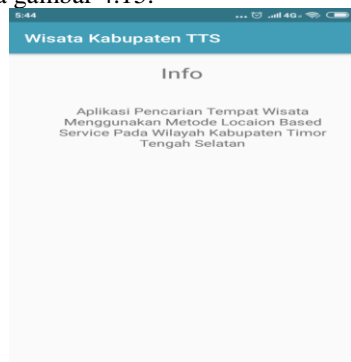 gambar 4.15.
5:44 ... 4G
Wisata Kabupaten TTS
Info
Aplikasi Pencarian Tempat Wisata
Menggunakan Metode Locaion Based
Service Pada Wilayah Kabupaten Timor
Tengah Selatan